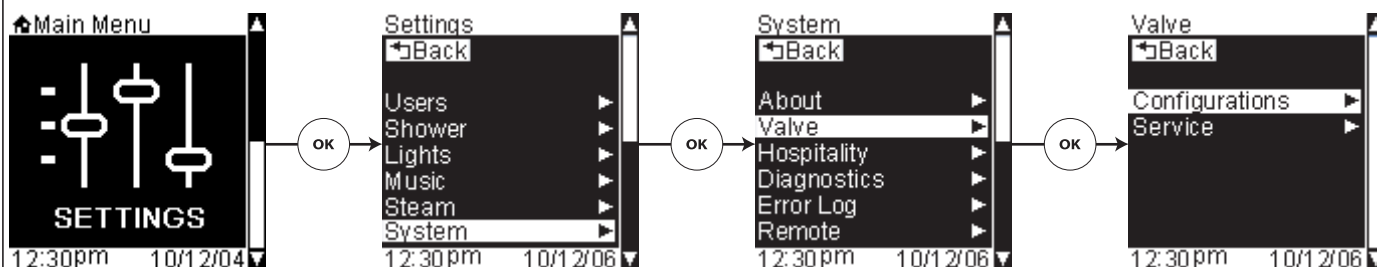 Main Menu
SETTINGS
12:30pm 10/12/04
OK
Settings
Back
Users
Shower
Lights
Music
Steam
System
12:30pm 10/12/06
OK
System
Back
About
Valve
Hospitality
Diagnostics
Error Log
Remote
12:30pm 10/12/06
OK
Valve
Back
Configurations
Service
12:30pm 10/12/06